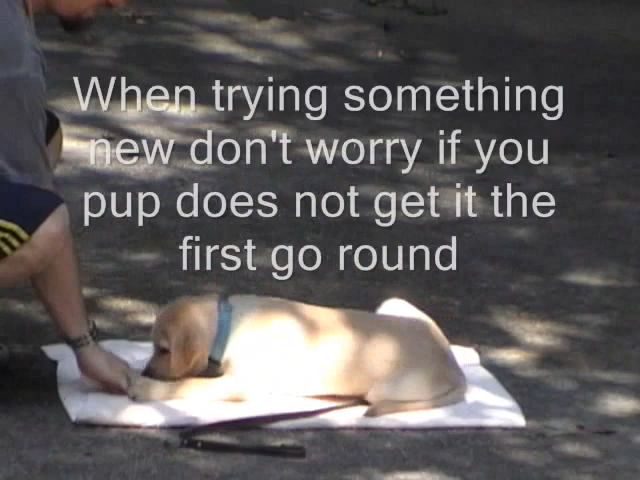 When trying something
new don't worry if you
pup does not get it the
first go round